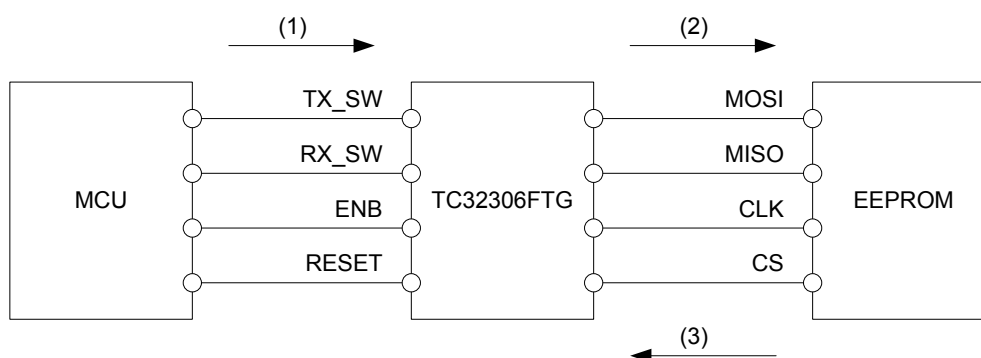 (1)
(2)
TX_SW
MOSI
RX_SW
MISO
MCU
TC32306FTG
EEPROM
ENB
CLK
RESET
CS
(3)